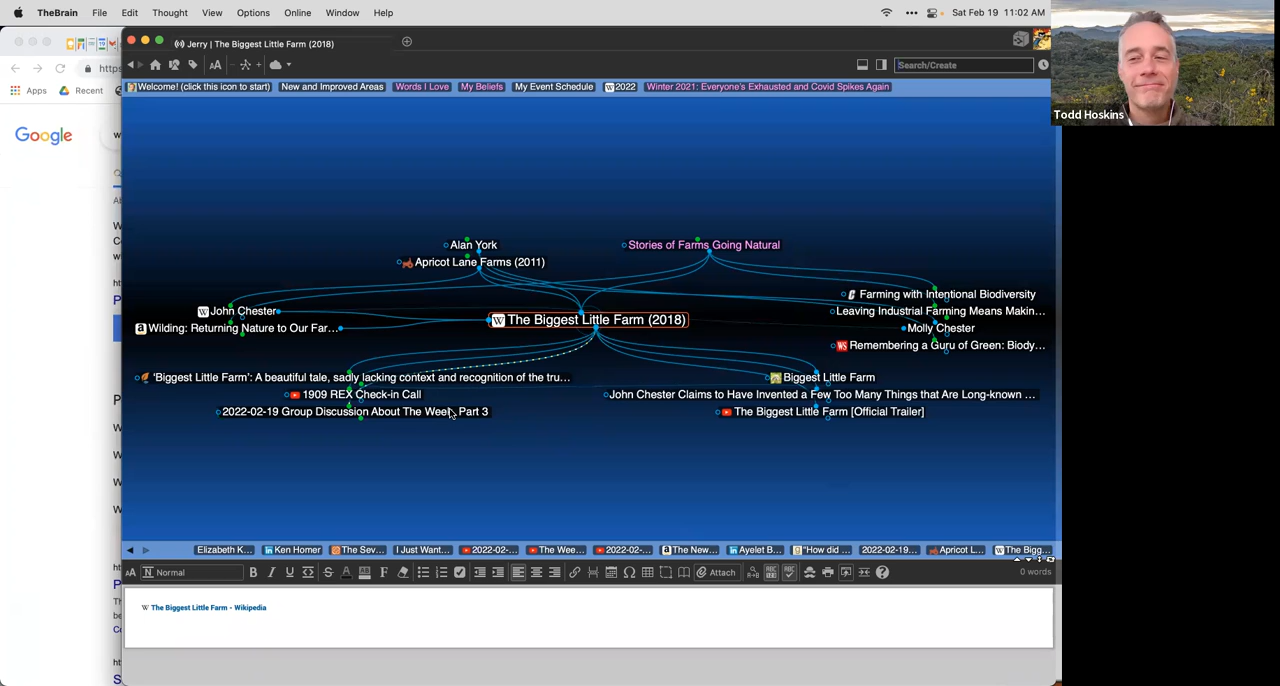 TheBrain File Edit Thought View Options Online Window Help Sat Feb 19 11:02 AM
Jerry | The Biggest Little Farm (2018)
https
AA Search/Create
Apps Recent
Welcome! (click this icon to start) New and Improved Areas Words I Love My Beliefs My Event Schedule 2022 Winter 2021: Everyone's Exhausted and Covid Spikes Again
Todd Hoskins
Google
Alan York
Stories of Farms Going Natural
Apricot Lane Farms (2011)
Farming with Intentional Biodiversity
John Chester
Leaving Industrial Farming Means Makin...
The Biggest Little Farm (2018)
Wilding: Returning Nature to Our Far...
Molly Chester
Remembering a Guru of Green: Biody...
'Biggest Little Farm': A beautiful tale, sadly lacking context and recognition of the tru...
Biggest Little Farm
1909 REX Check-in Call
John Chester Claims to Have Invented a Few Too Many Things that Are Long-known ...
2022-02-19 Group Discussion About The Week, Part 3
The Biggest Little Farm [Official Trailer]
Elizabeth K... Ken Homer The Sev... I Just Want... 2022-02-... The Wee... 2022-02-... The New... Ayelet B... "How did ... 2022-02-19... Apricot L... The Bigg...
AA Normal B I U S A F Attach 0 words
W The Biggest Little Farm - Wikipedia